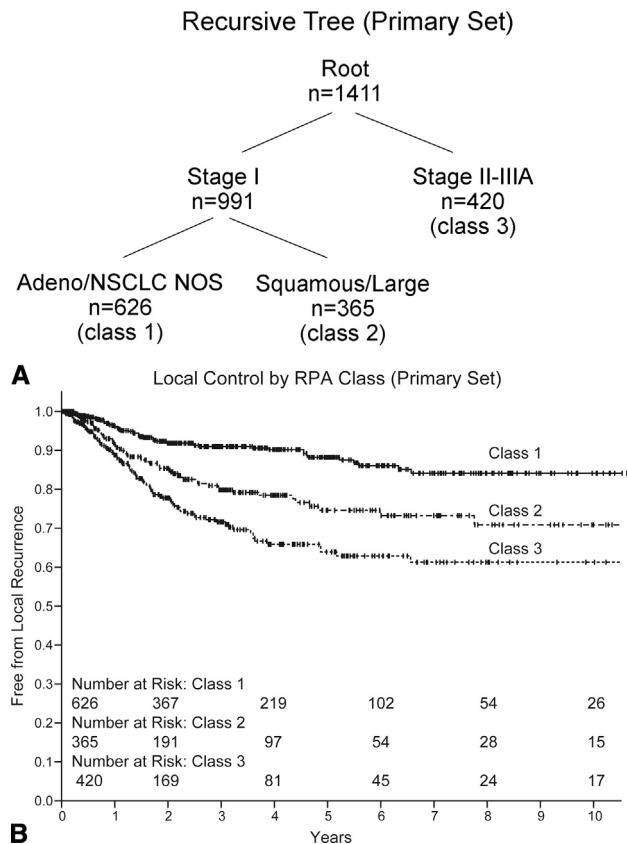 Recursive Tree (Primary Set)
Root
n=1411
Stage I
n=991
Stage II-IIIA
n=420
(class 3)
Adeno/NSCLC NOS
n=626
(class 1)
Squamous/Large
n=365
(class 2)
A
Local Control by RPA Class (Primary Set)
Free from Local Recurrence
1.0
0.9
0.8
0.7
0.6
0.5
0.4
0.3
0.2
0.1
0.0
Class 1
Class 2
Class 3
Number at Risk: Class 1
626 367 219 102 54 26
Number at Risk: Class 2
365 191 97 54 28 15
Number at Risk: Class 3
420 169 81 45 24 17
0 1 2 3 4 5 6 7 8 9 10
Years
B